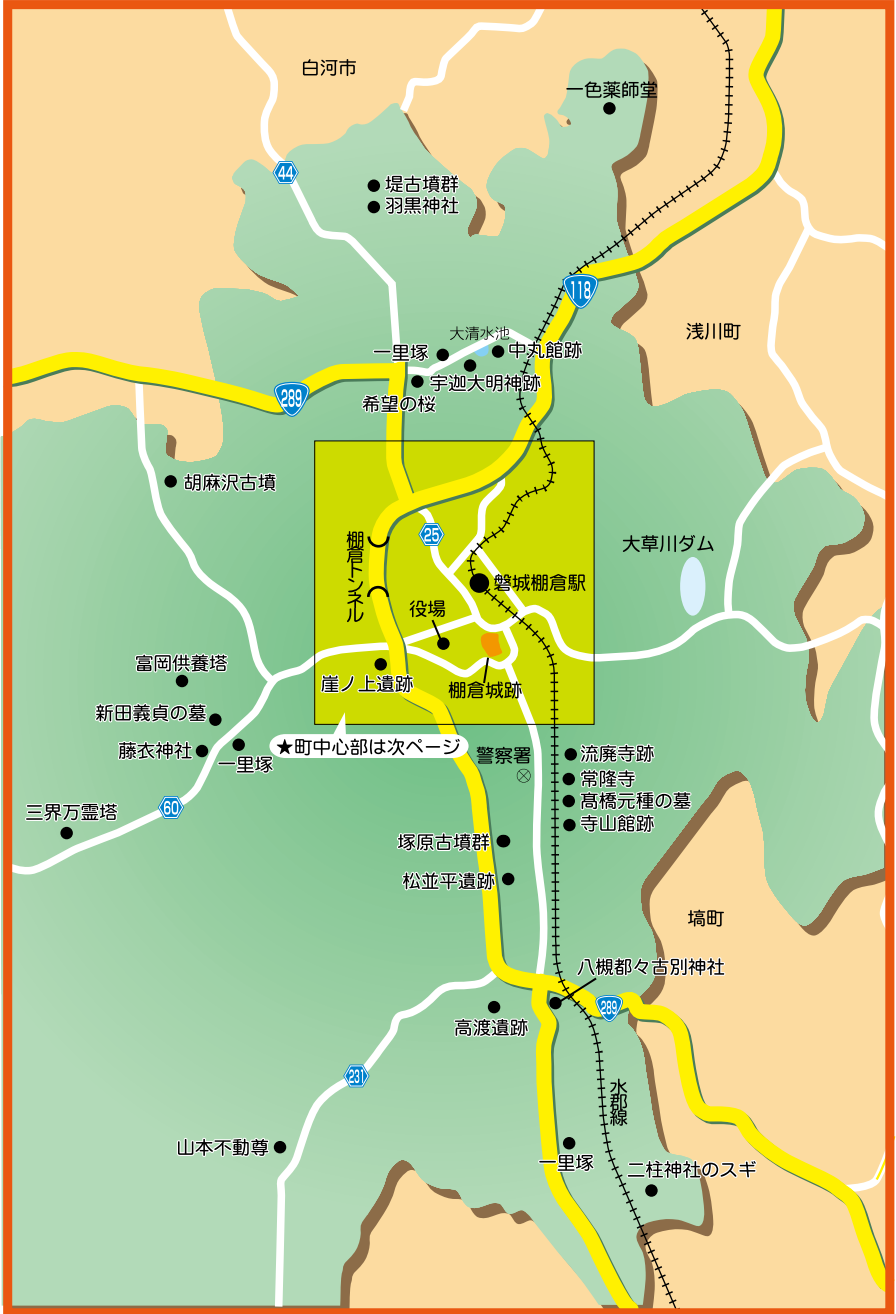 白河市
一色薬師堂
44
堤古墳群
羽黒神社
118
浅川町
大清水池
一里塚
中丸館跡
宇迦大明神跡
289
希望の桜
胡麻沢古墳
棚倉トンネル
25
大草川ダム
磐城棚倉駅
役場
富岡供養塔
崖ノ上遺跡
棚倉城跡
新田義貞の墓
藤衣神社
一里塚
★町中心部は次ページ
警察署
流廃寺跡
常隆寺
髙橋元種の墓
寺山館跡
三界万霊塔
60
塚原古墳群
松並平遺跡
塙町
八槻都々古別神社
289
高渡遺跡
231
水郡線
山本不動尊
一里塚
二柱神社のスギ